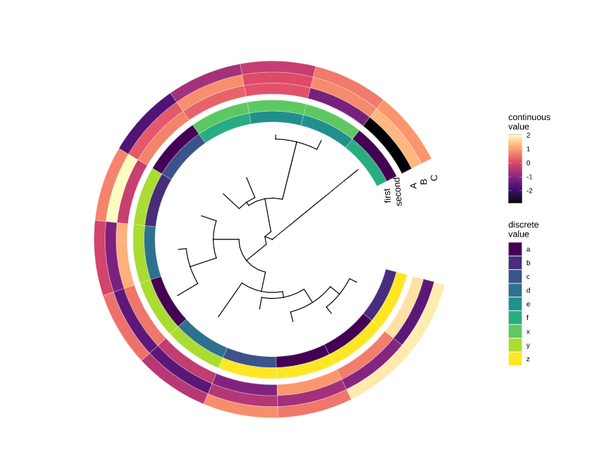 first
second
A
B
C
continuous
value
2
1
0
-1
-2
discrete
value
a
b
c
d
e
f
x
y
z